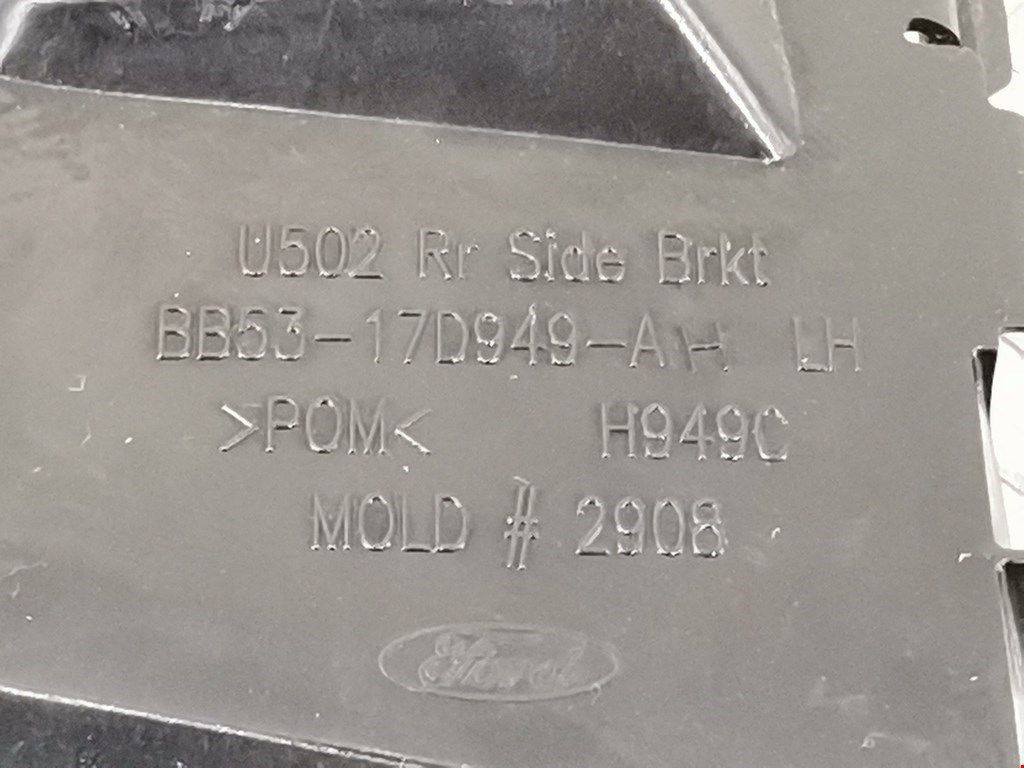 U502 Rr Side Brkt
BB53-17D949-AH LH
>POM< H949C
MOLD # 2908
Ford